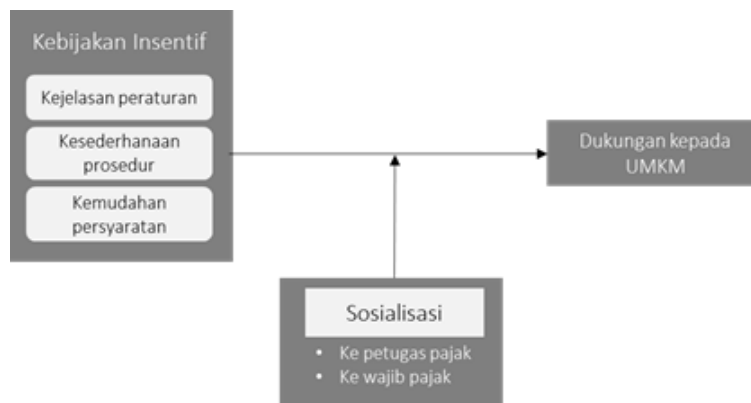 Kebijakan Insentif
Kejelasan peraturan
Kesederhanaan
prosedur
Kemudahan
persyaratan
Dukungan kepada
UMKM
Sosialisasi
• Ke petugas pajak
• Ke wajib pajak